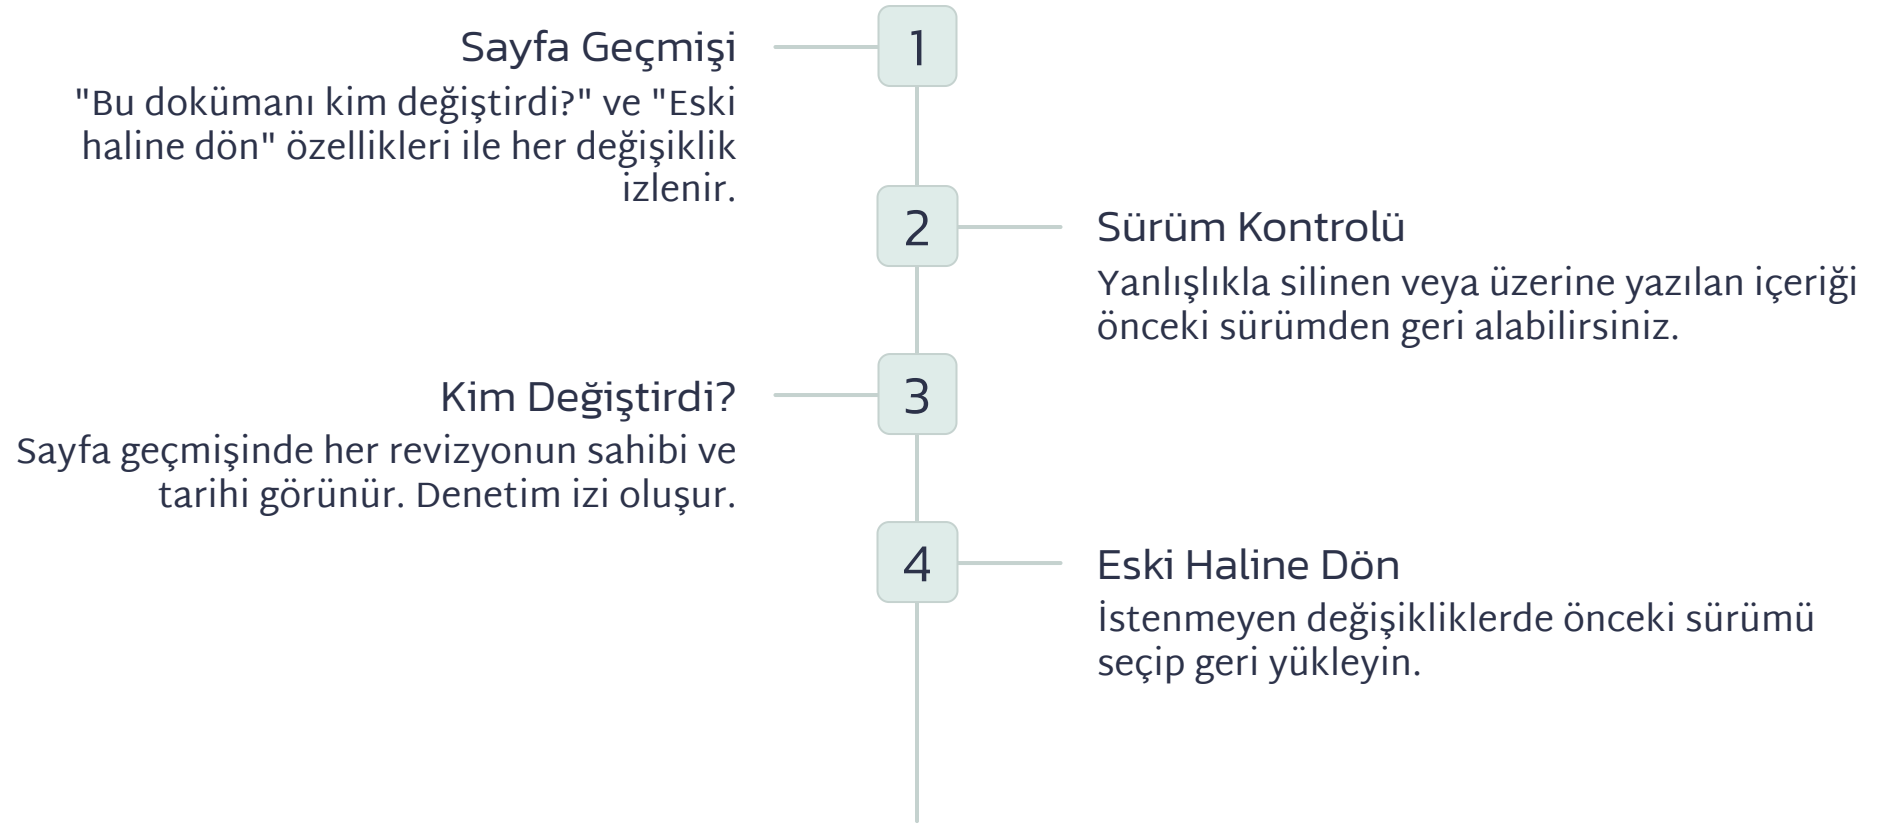 1
Sayfa Geçmişi
"Bu dokümanı kim değiştirdi?" ve "Eski
haline dön" özellikleri ile her değişiklik
izlenir.
2
Sürüm Kontrolü
Yanlışlıkla silinen veya üzerine yazılan içeriği
önceki sürümden geri alabilirsiniz.
3
Kim Değiştirdi?
Sayfa geçmişinde her revizyonun sahibi ve
tarihi görünür. Denetim izi oluşur.
4
Eski Haline Dön
İstenmeyen değişikliklerde önceki sürümü
seçip geri yükleyin.